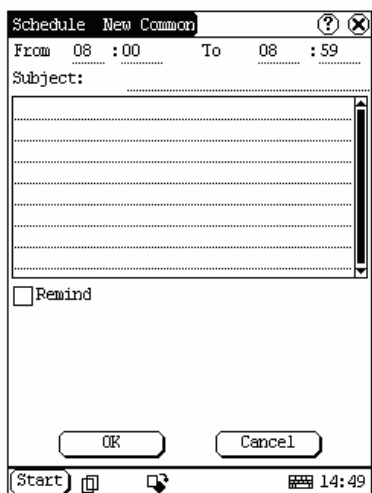 Schedule New Common ?
From 08 :00 To 08 :59
Subject:
Remind
OK Cancel
Start 14:49